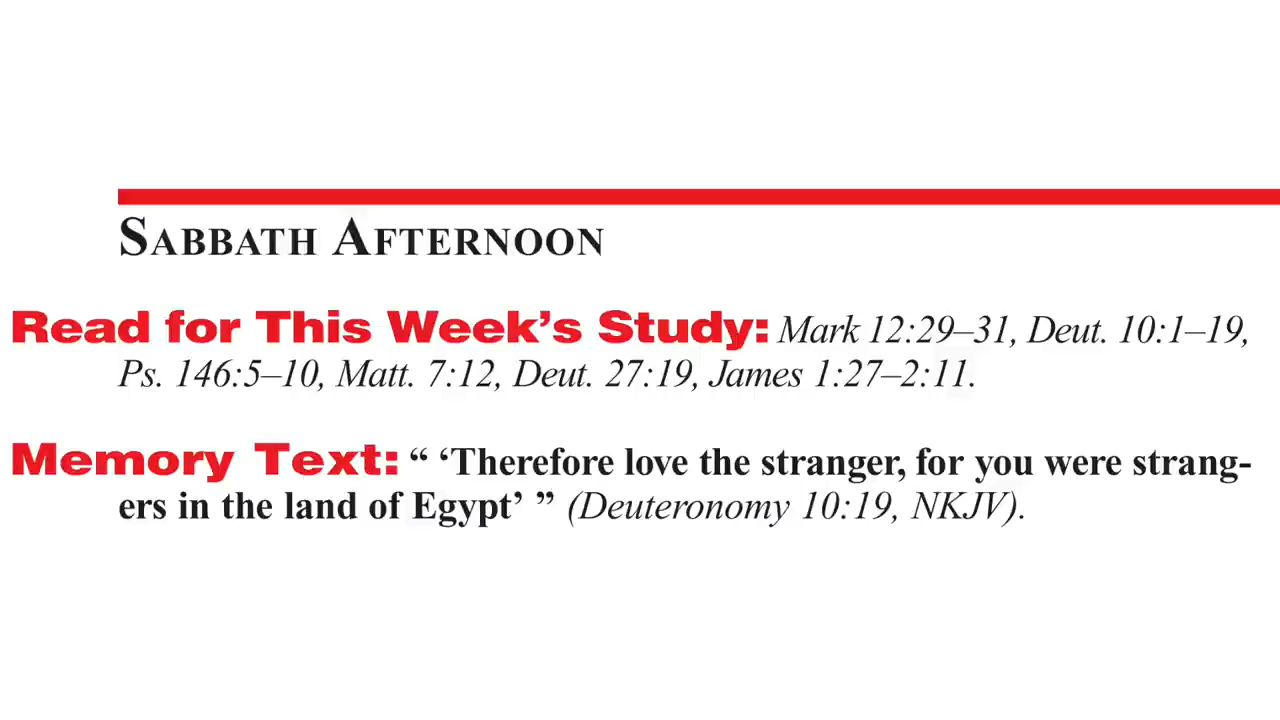 SABBATH AFTERNOON
Read for This Week’s Study: Mark 12:29–31, Deut. 10:1–19,
Ps. 146:5–10, Matt. 7:12, Deut. 27:19, James 1:27–2:11.
Memory Text: “ ‘Therefore love the stranger, for you were strang-
ers in the land of Egypt’ ” (Deuteronomy 10:19, NKJV).